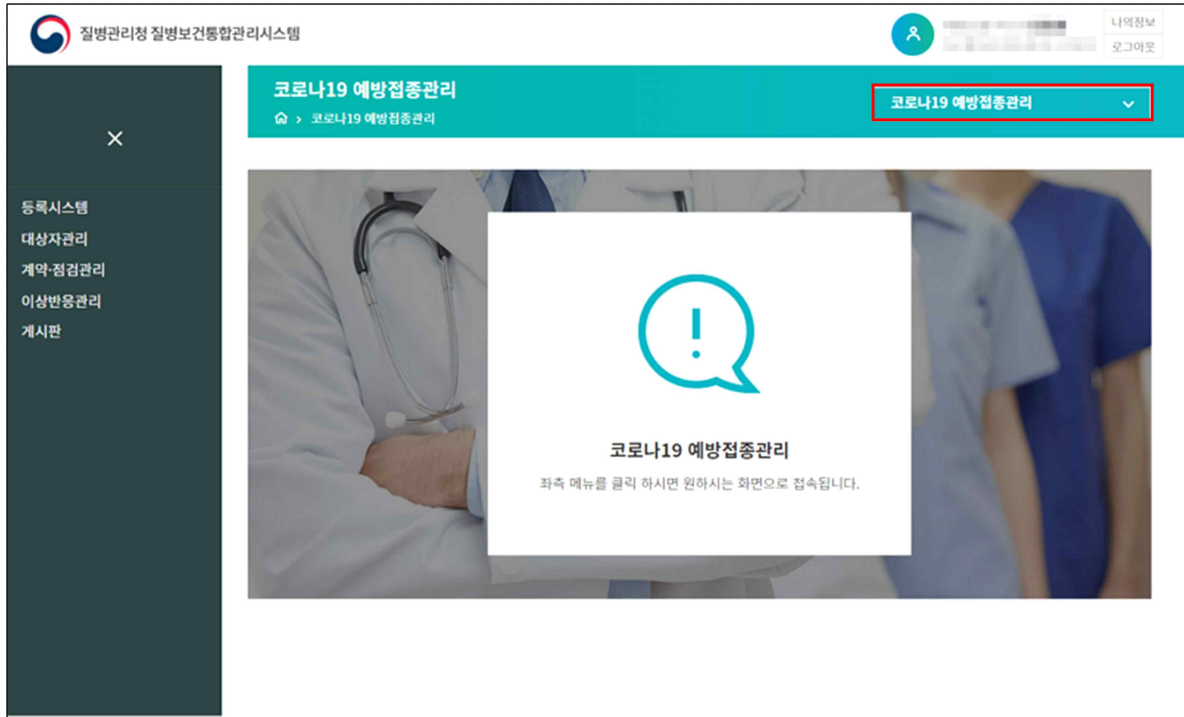 질병관리청 질병보건통합관리시스템
나의정보
로그아웃
코로나19 예방접종관리
코로나19 예방접종관리
코로나19 예방접종관리
등록시스템
대상자관리
계약·점검관리
이상반응관리
게시판
!
코로나19 예방접종관리
좌측 메뉴를 클릭 하시면 원하시는 화면으로 접속됩니다.